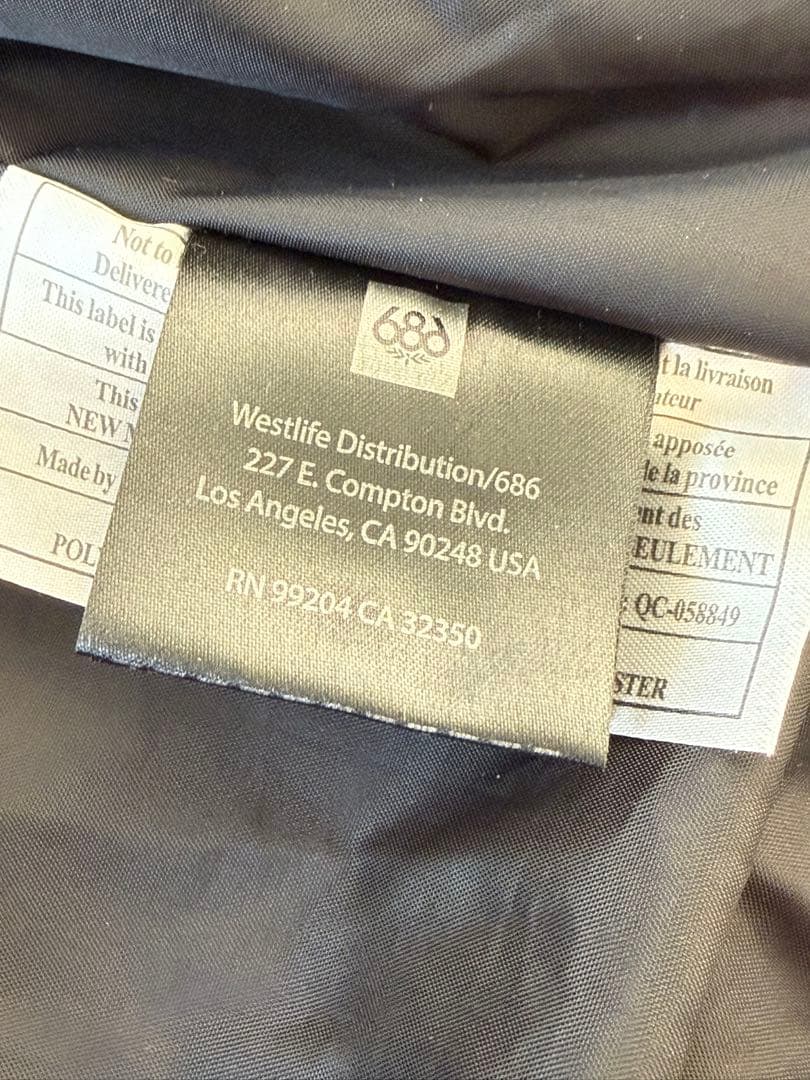 Not to
Delivere
This label is
with
This
NEW
Made by
POL
686
Westlife Distribution/686
227 E. Compton Blvd.
Los Angeles, CA 90248 USA
RN 99204 CA 32350
t la livraison
ateur
apposée
de la province
ent des
EULEMENT
: QC-058849
STER